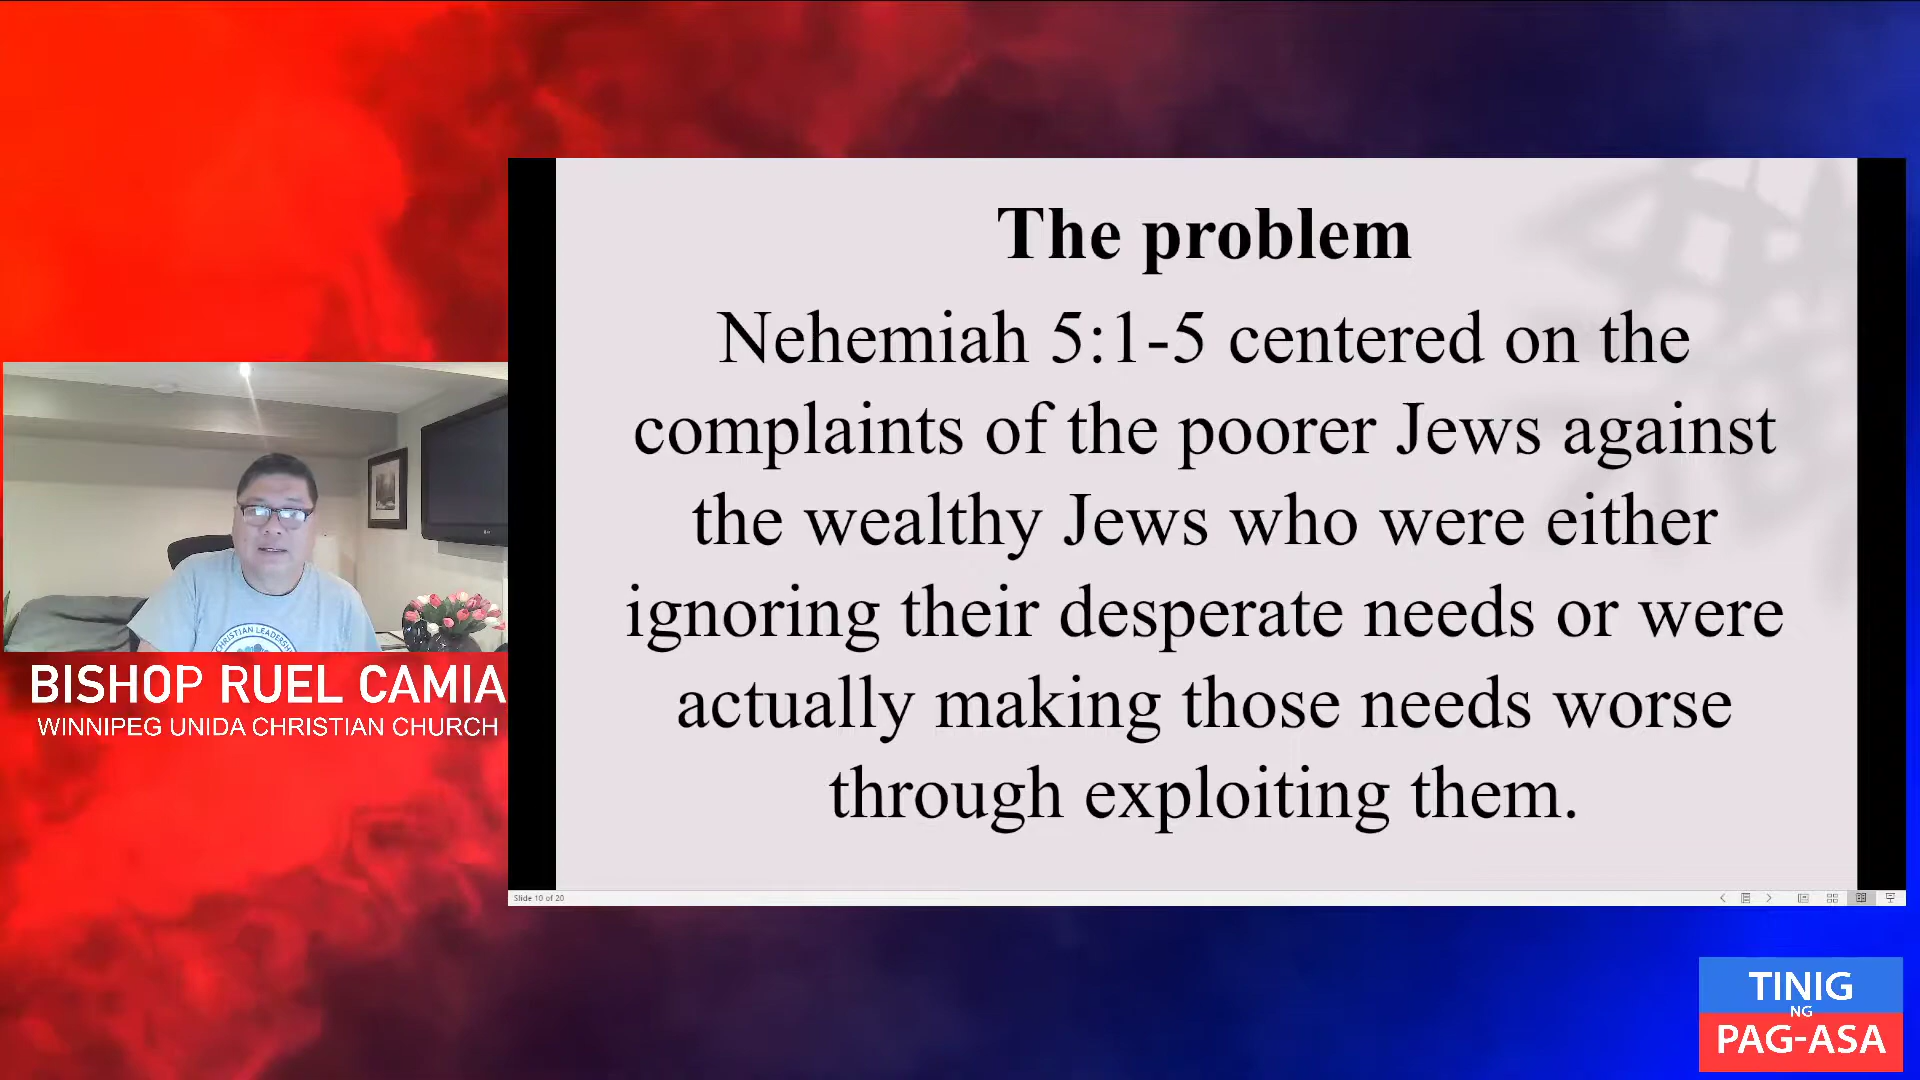 The problem
Nehemiah 5:1-5 centered on the
complaints of the poorer Jews against
the wealthy Jews who were either
ignoring their desperate needs or were
actually making those needs worse
through exploiting them.
CHRISTIAN LEADERSH
BISHOP RUEL CAMIA
WINNIPEG UNIDA CHRISTIAN CHURCH
Slide 10 of 20
TINIG
NG
PAG-ASA